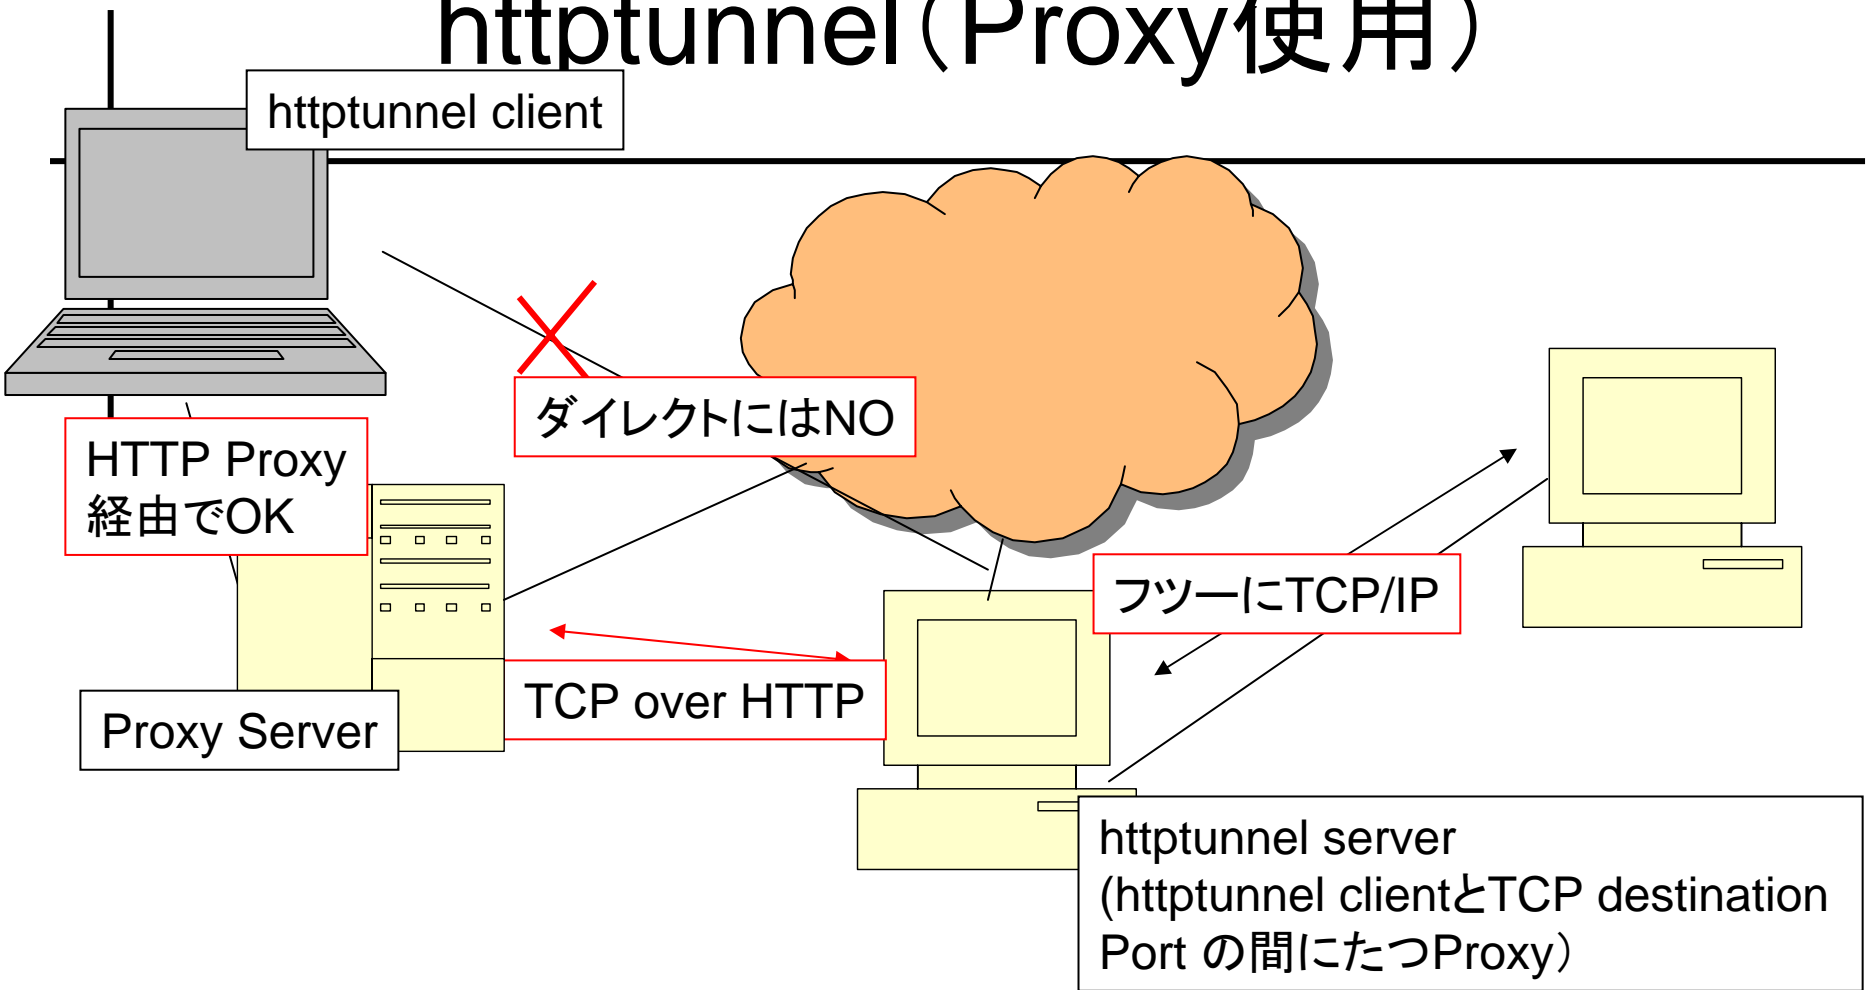 httptunnel（Proxy使用）
httptunnel client
ダイレクトにはNO
HTTP Proxy
経由でOK
フツーにTCP/IP
TCP over HTTP
Proxy Server
httptunnel server
(httptunnel clientとTCP destination
Port の間にたつProxy）